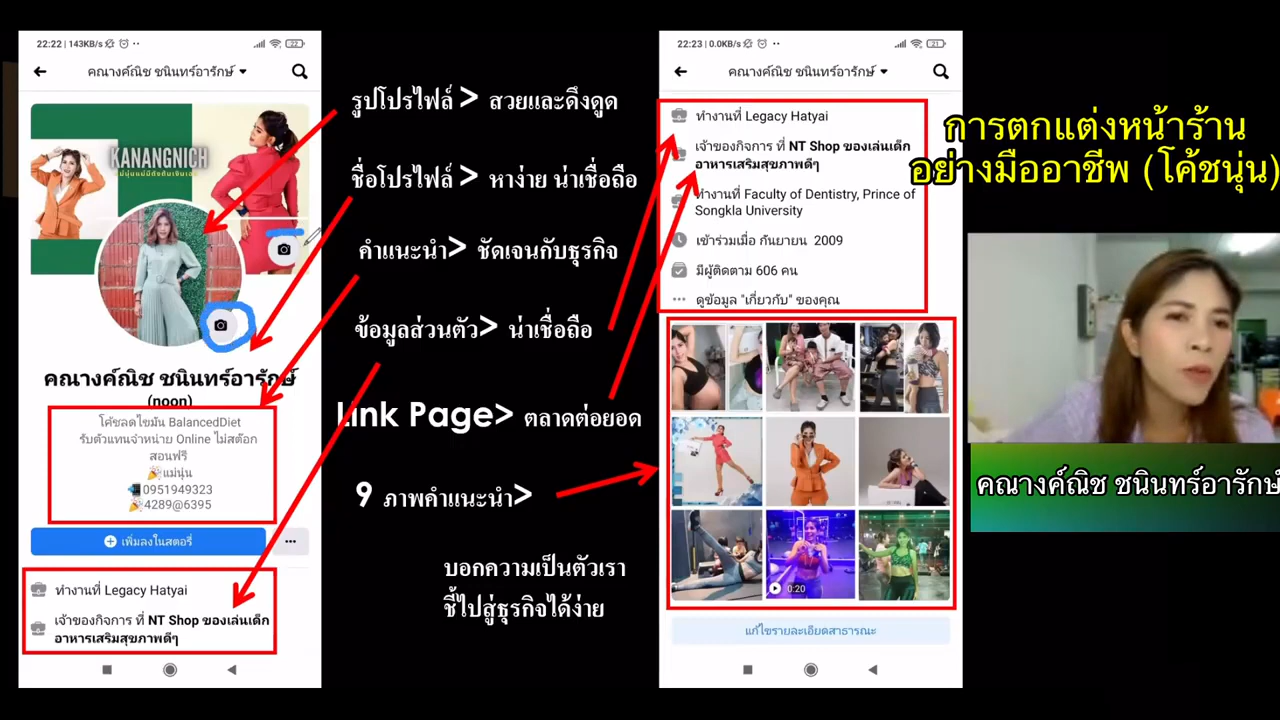 22:22 | 143KB/s
22
คณางค์ณิช ชนินทร์อารักษ์
KANANGNICH
คณางค์ณิช ชนินทร์อารักษ์
(noon)
โค้ชลดไขมัน BalancedDiet
รับตัวแทนจำหน่าย Online ไม่สต๊อก
สอนฟรี
🎉แม่นุ่น
📲0951949323
🎉4289@6395
เพิ่มลงในสตอรี่
ทำงานที่ Legacy Hatyai
เจ้าของกิจการ ที่ NT Shop ของเล่นเด็ก
อาหารเสริมสุขภาพดีๆ
รูปโปรไฟล์ > สวยและดึงดูด
ชื่อโปรไฟล์ > หาง่าย น่าเชื่อถือ
คำแนะนำ> ชัดเจนกับธุรกิจ
ข้อมูลส่วนตัว> น่าเชื่อถือ
Link Page> ตลาดต่อยอด
9 ภาพคำแนะนำ>
บอกความเป็นตัวเรา
ชี้ไปสู่ธุรกิจได้ง่าย
22:23 | 0.0KB/s
21
คณางค์ณิช ชนินทร์อารักษ์
ทำงานที่ Legacy Hatyai
เจ้าของกิจการ ที่ NT Shop ของเล่นเด็ก
อาหารเสริมสุขภาพดีๆ
ทำงานที่ Faculty of Dentistry, Prince of
Songkla University
เข้าร่วมเมื่อ กันยายน 2009
มีผู้ติดตาม 606 คน
ดูข้อมูล "เกี่ยวกับ" ของคุณ
0:20
แก้ไขรายละเอียดสาธารณะ
การตกแต่งหน้าร้าน
อย่างมืออาชีพ (โค้ชนุ่น)
คณางค์ณิช ชนินทร์อารักษ์